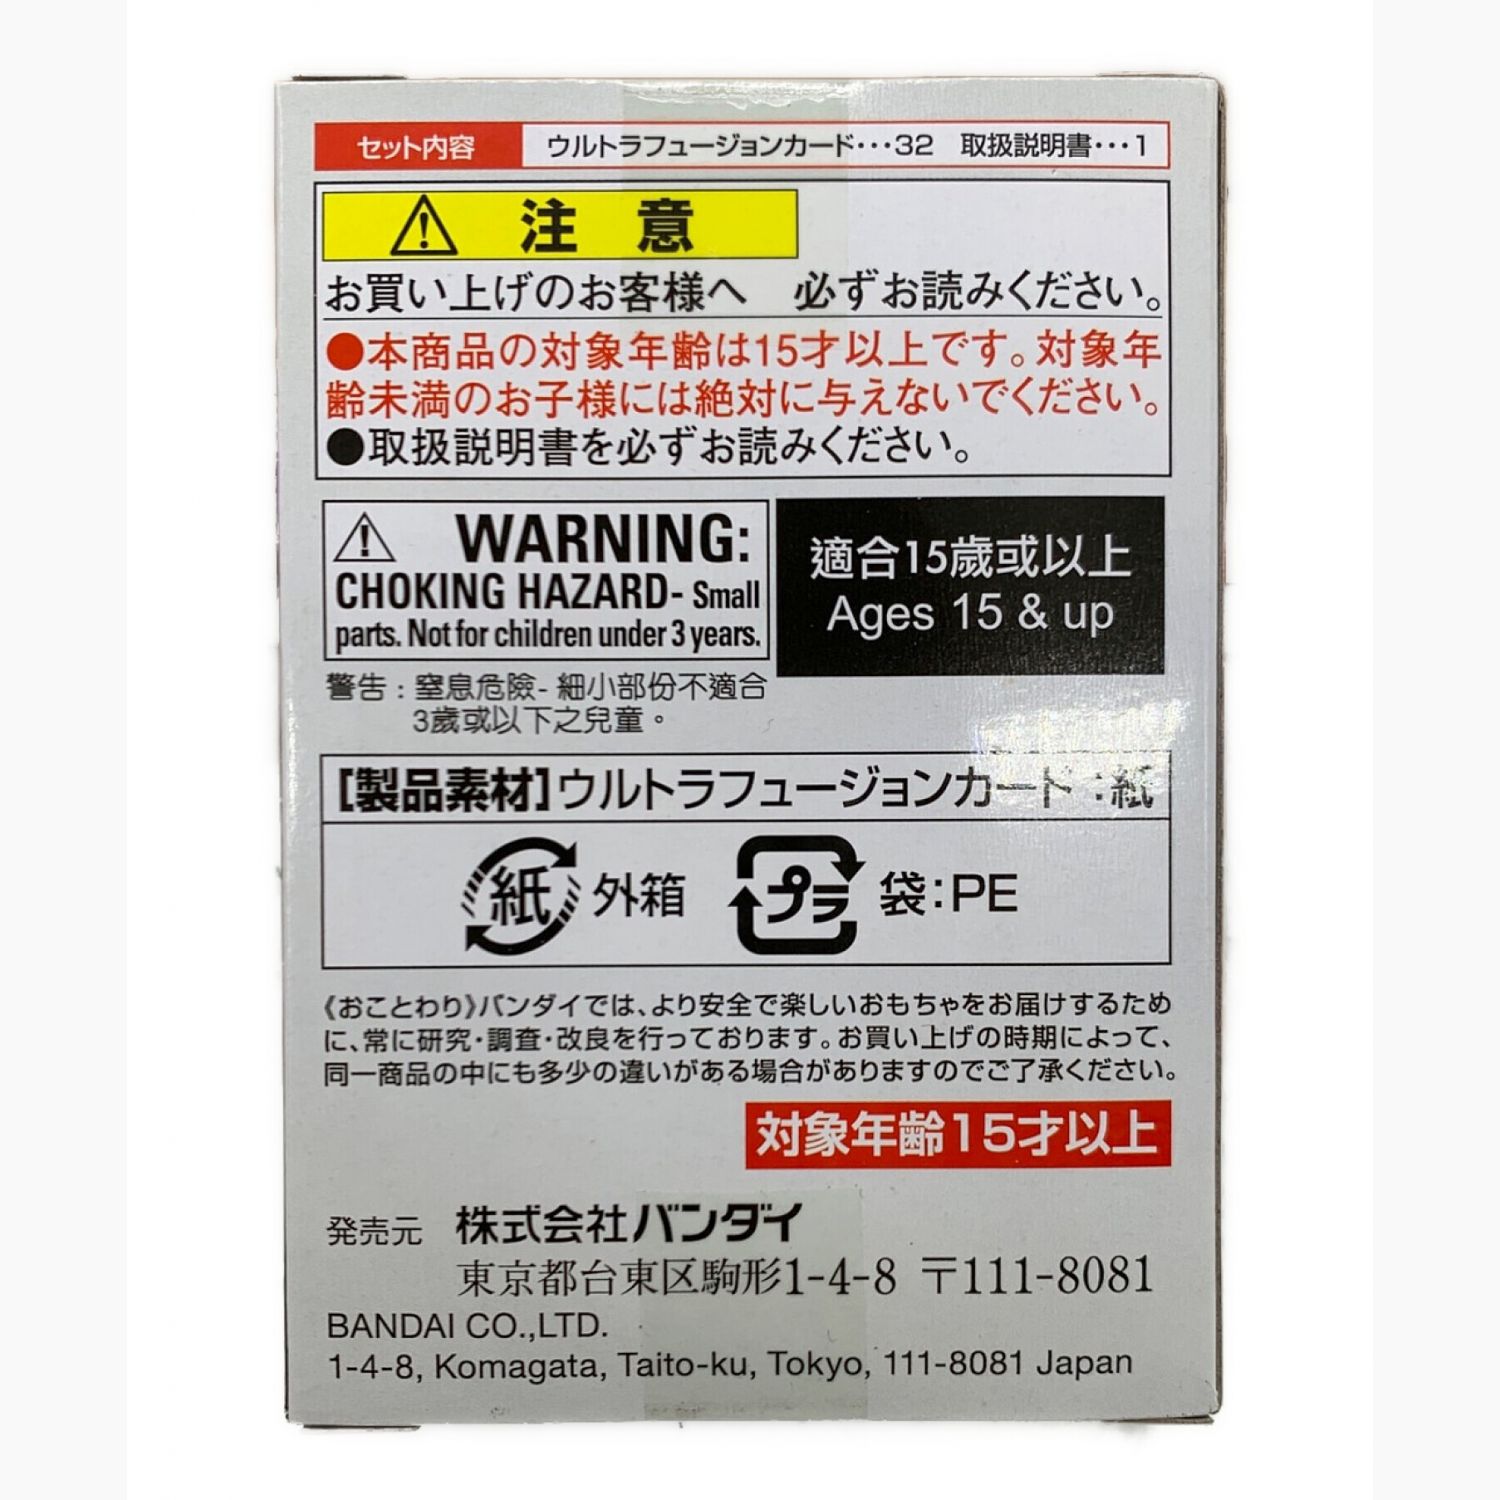 セット内容 ウルトラフュージョンカード・・・32 取扱説明書・・・1
⚠ 注 意
お買い上げのお客様へ 必ずお読みください。
●本商品の対象年齢は15才以上です。対象年
齢未満のお子様には絶対に与えないでください。
●取扱説明書を必ずお読みください。
⚠ WARNING:
CHOKING HAZARD- Small
parts. Not for children under 3 years.
適合15歲或以上
Ages 15 & up
警告：窒息危險- 細小部份不適合
3歲或以下之兒童。
[製品素材]ウルトラフュージョンカード：紙
紙 外箱 プラ 袋：PE
《おことわり》バンダイでは、より安全で楽しいおもちゃをお届けするため
に、常に研究・調査・改良を行っております。お買い上げの時期によって、
同一商品の中にも多少の違いがある場合がありますのでご了承ください。
対象年齢15才以上
発売元 株式会社バンダイ
東京都台東区駒形1-4-8 〒111-8081
BANDAI CO.,LTD.
1-4-8, Komagata, Taito-ku, Tokyo, 111-8081 Japan